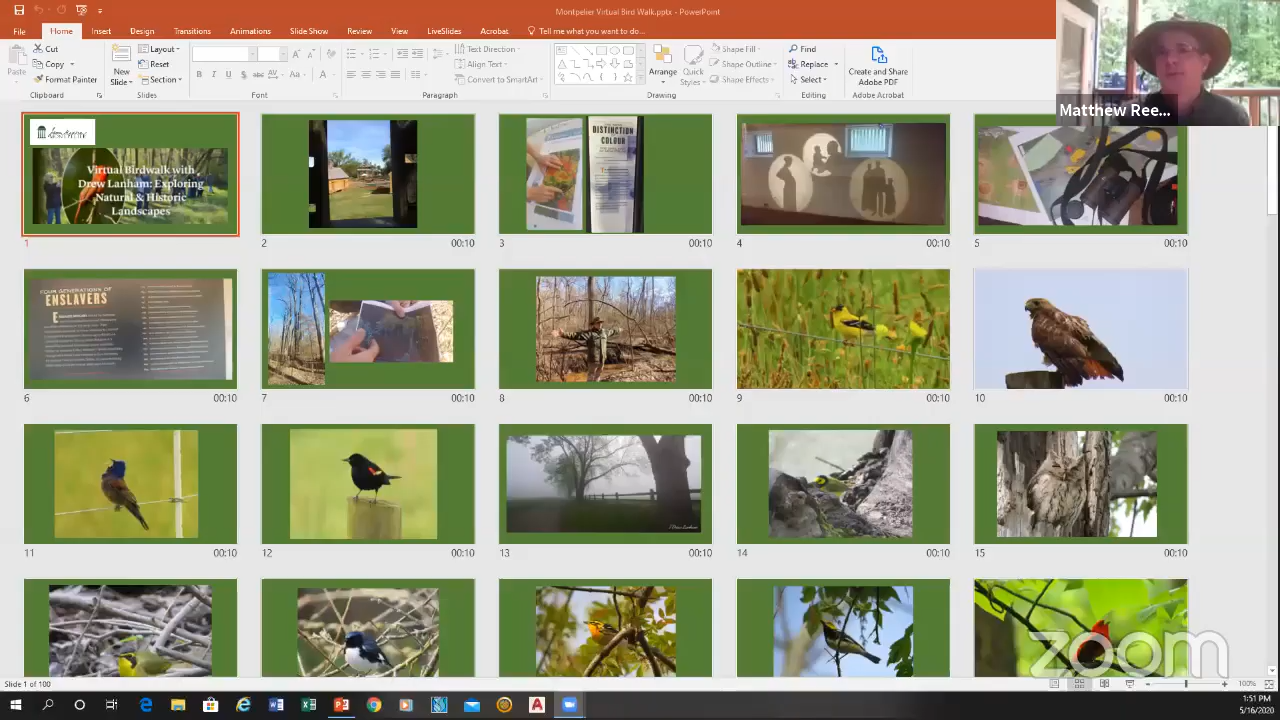 Montpelier Virtual Bird Walk.pptx - PowerPoint
File Home Insert Design Transitions Animations Slide Show Review View LiveSlides Acrobat Tell me what you want to do...
Cut
Copy
Format Painter
Paste
Clipboard
New
Slide
Layout
Reset
Section
Slides
B I U S abc AV Aa A
Font
Text Direction
Align Text
Convert to SmartArt
Paragraph
Arrange
Quick
Styles
Shape Fill
Shape Outline
Shape Effects
Drawing
Find
Replace
Select
Editing
Create and Share
Adobe PDF
Adobe Acrobat
Matthew Ree...
Virtual Birdwalk with
Drew Lanham: Exploring
Natural & Historic
Landscapes
DISTINCTION
COLOUR
1 2 00:10 3 00:10 4 00:10 5 00:10
FOUR GENERATIONS OF
ENSLAVERS
6 00:10 7 00:10 8 00:10 9 00:10 10 00:10
11 00:10 12 00:10 13 00:10 14 00:10 15 00:10
zoom
Slide 1 of 100
100%
1:51 PM
5/16/2020